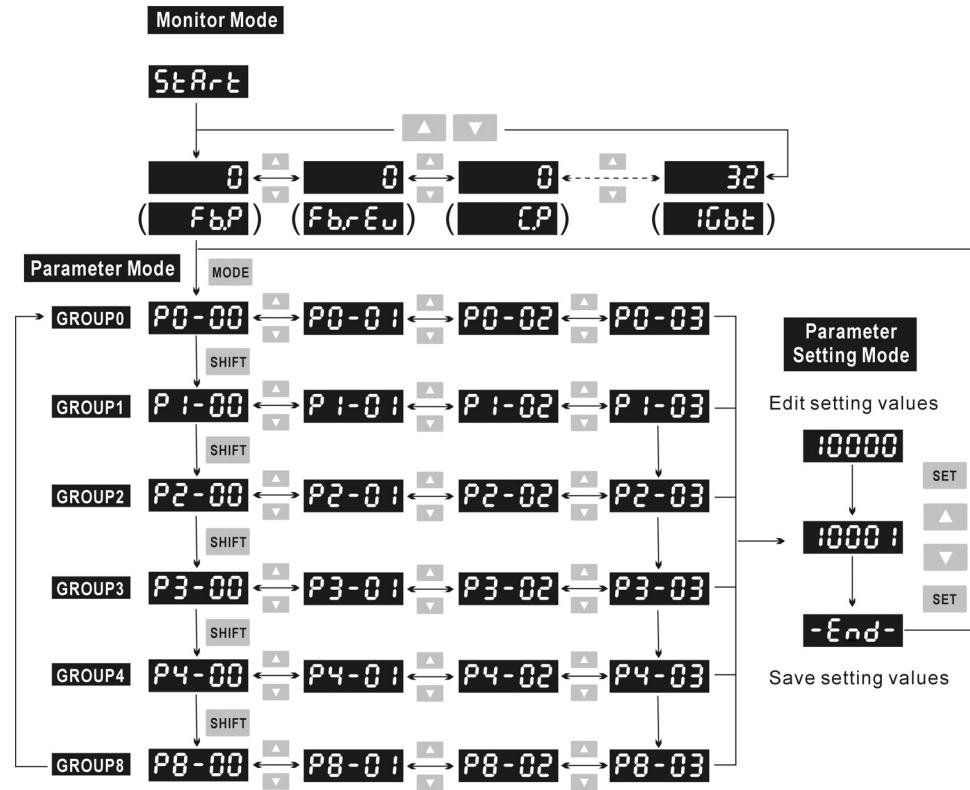 Monitor Mode
StArt
0 0 0 32
(Fb.P) (Fb.rEv) (C.P) (IGbt)
Parameter Mode
MODE
GROUP0 P0-00 P0-01 P0-02 P0-03
Parameter
Setting Mode
SHIFT
GROUP1 P1-00 P1-01 P1-02 P1-03
Edit setting values
10000
SHIFT
SET
GROUP2 P2-00 P2-01 P2-02 P2-03
10001
SHIFT
GROUP3 P3-00 P3-01 P3-02 P3-03
SET
-End-
SHIFT
GROUP4 P4-00 P4-01 P4-02 P4-03
Save setting values
SHIFT
GROUP8 P8-00 P8-01 P8-02 P8-03